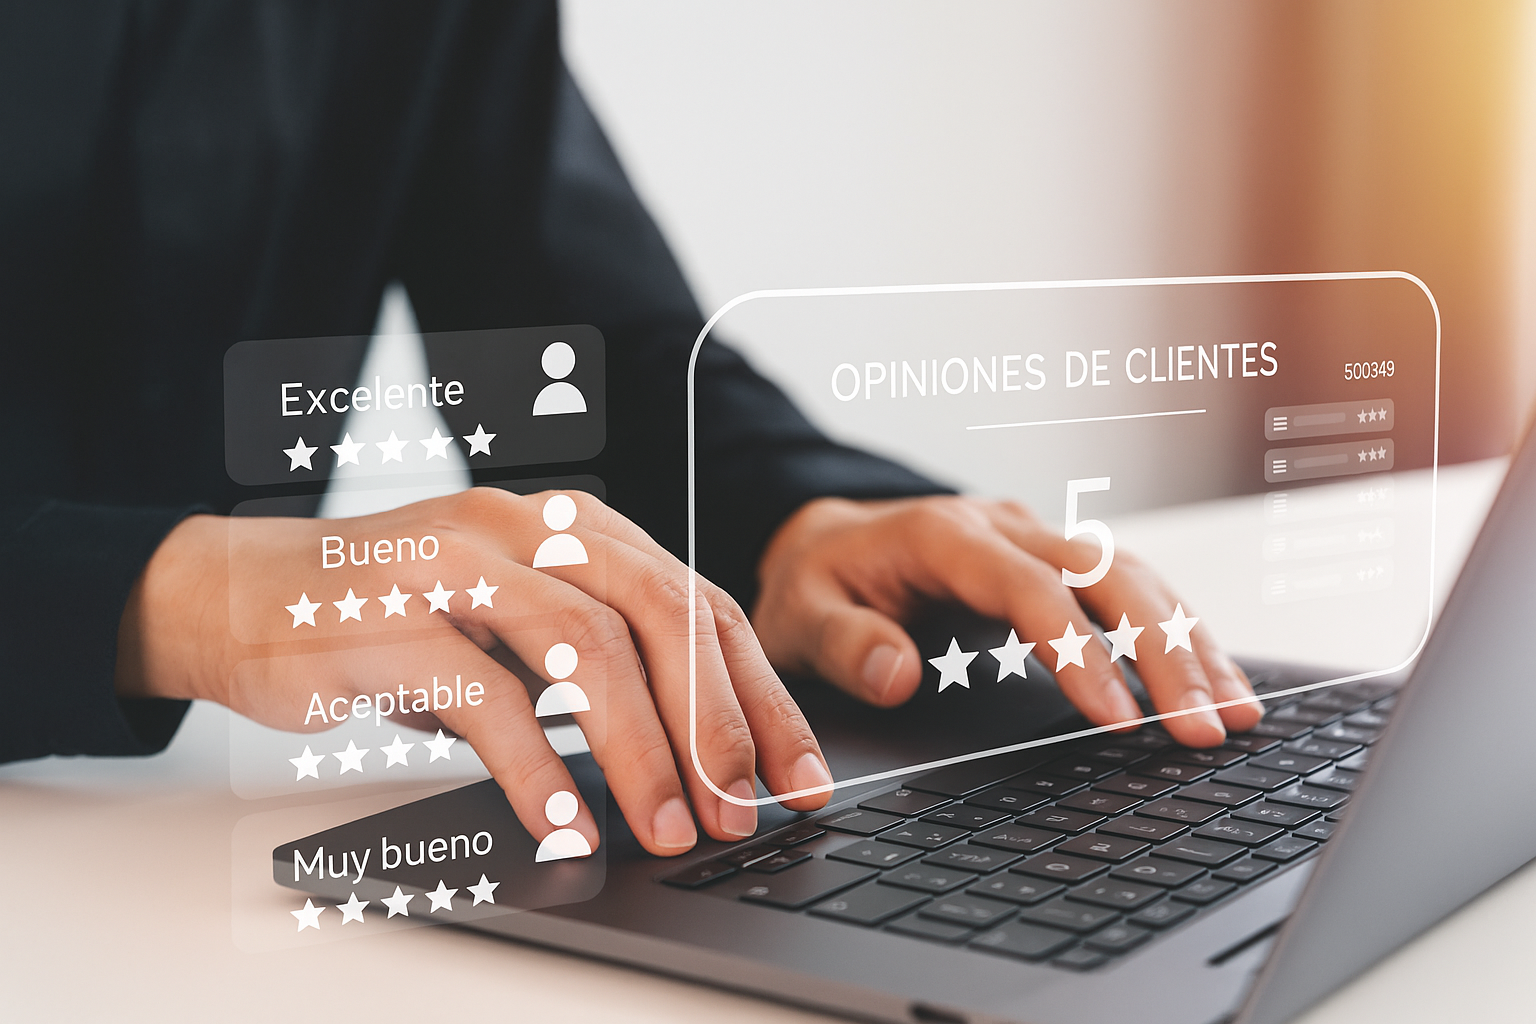 Excelente
Bueno
Aceptable
Muy bueno
OPINIONES DE CLIENTES
500349
5